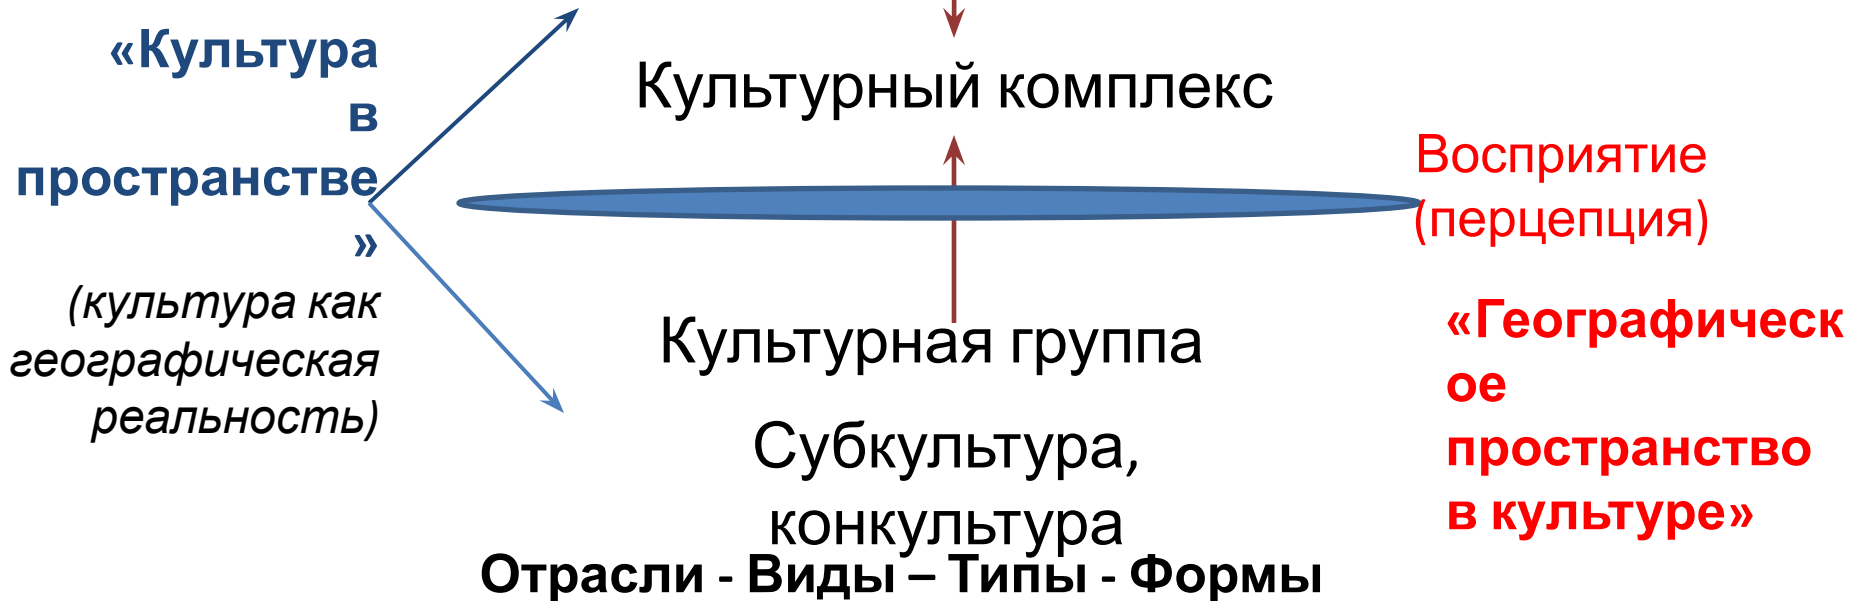 «Культура
в
пространстве
»
(культура как
географическая
реальность)
Культурный комплекс
Культурная группа
Субкультура,
конкультура
Отрасли - Виды – Типы - Формы
Восприятие
(перцепция)
«Географическ
ое
пространство
в культуре»